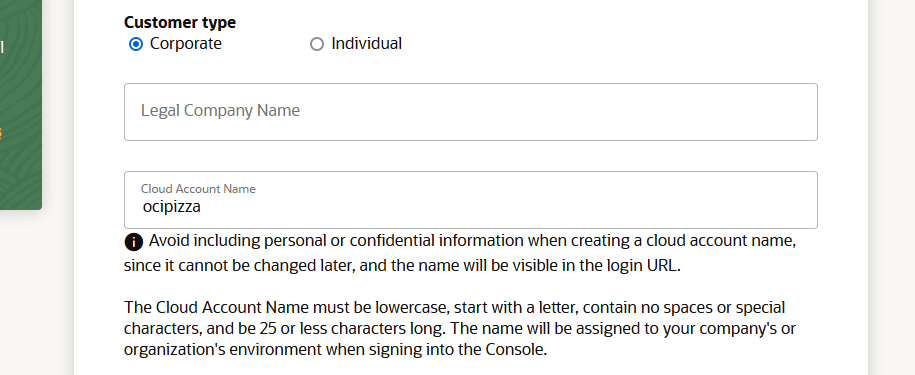 Customer type
Corporate
Individual
Legal Company Name
Cloud Account Name
ocipizza
Avoid including personal or confidential information when creating a cloud account name,
since it cannot be changed later, and the name will be visible in the login URL.
The Cloud Account Name must be lowercase, start with a letter, contain no spaces or special
characters, and be 25 or less characters long. The name will be assigned to your company's or
organization's environment when signing into the Console.